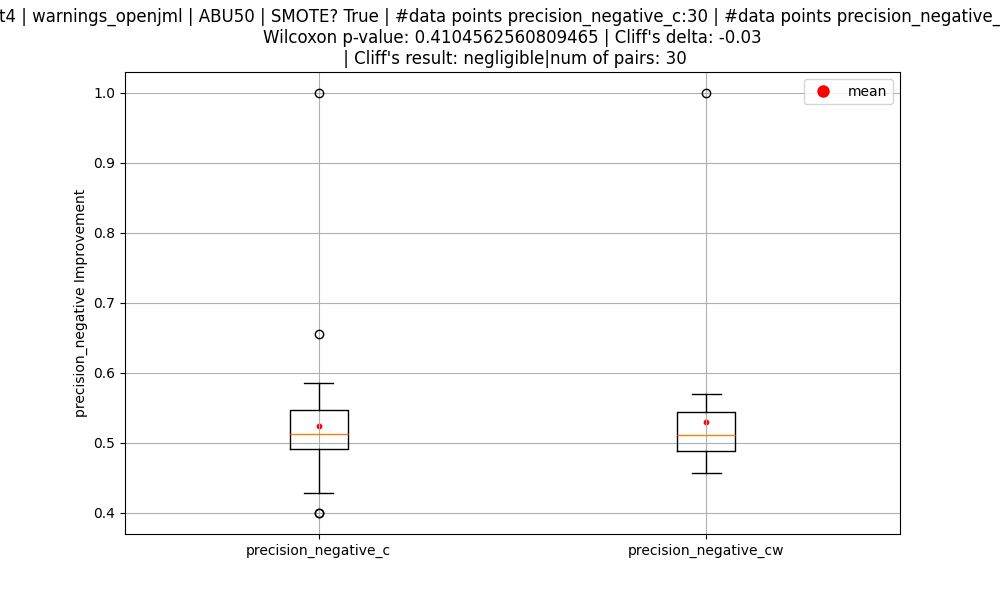 t4 | warnings_openjml | ABU50 | SMOTE? True | #data points precision_negative_c:30 | #data points precision_negative_
Wilcoxon p-value: 0.4104562560809465 | Cliff's delta: -0.03
| Cliff's result: negligible|num of pairs: 30
mean
1.0
0.9
0.8
0.7
0.6
0.5
0.4
precision_negative Improvement
precision_negative_c
precision_negative_cw